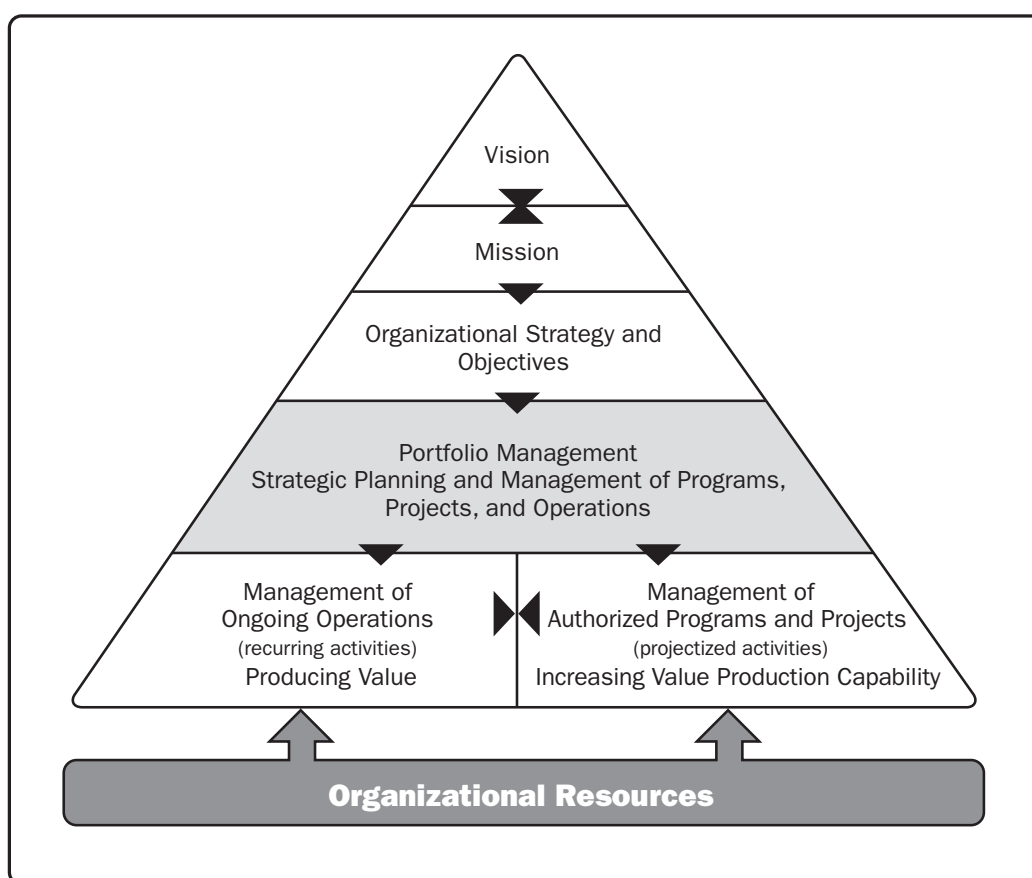 Vision
Mission
Organizational Strategy and
Objectives
Portfolio Management
Strategic Planning and Management of Programs,
Projects, and Operations
Management of
Ongoing Operations
(recurring activities)
Producing Value
Management of
Authorized Programs and Projects
(projectized activities)
Increasing Value Production Capability
Organizational Resources